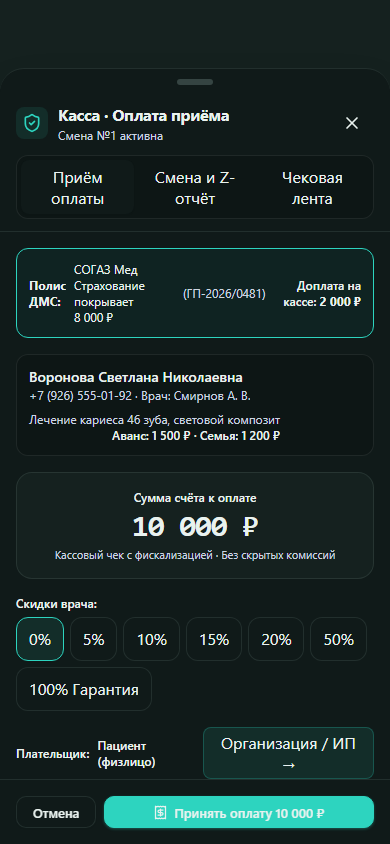 Касса · Оплата приёма
Смена №1 активна
Приём
оплаты
Смена и Z-
отчёт
Чековая
лента
Полис
ДМС:
СОГАЗ Мед
Страхование
покрывает
8 000 ₽
(ГП-2026/0481)
Доплата на
кассе: 2 000 ₽
Воронова Светлана Николаевна
+7 (926) 555-01-92 · Врач: Смирнов А. В.
Лечение кариеса 46 зуба, световой композит
Аванс: 1 500 ₽ · Семья: 1 200 ₽
Сумма счёта к оплате
10 000 ₽
Кассовый чек с фискализацией · Без скрытых комиссий
Скидки врача:
0%
5%
10%
15%
20%
50%
100% Гарантия
Плательщик:
Пациент
(физлицо)
Организация / ИП
→
Отмена
Принять оплату 10 000 ₽